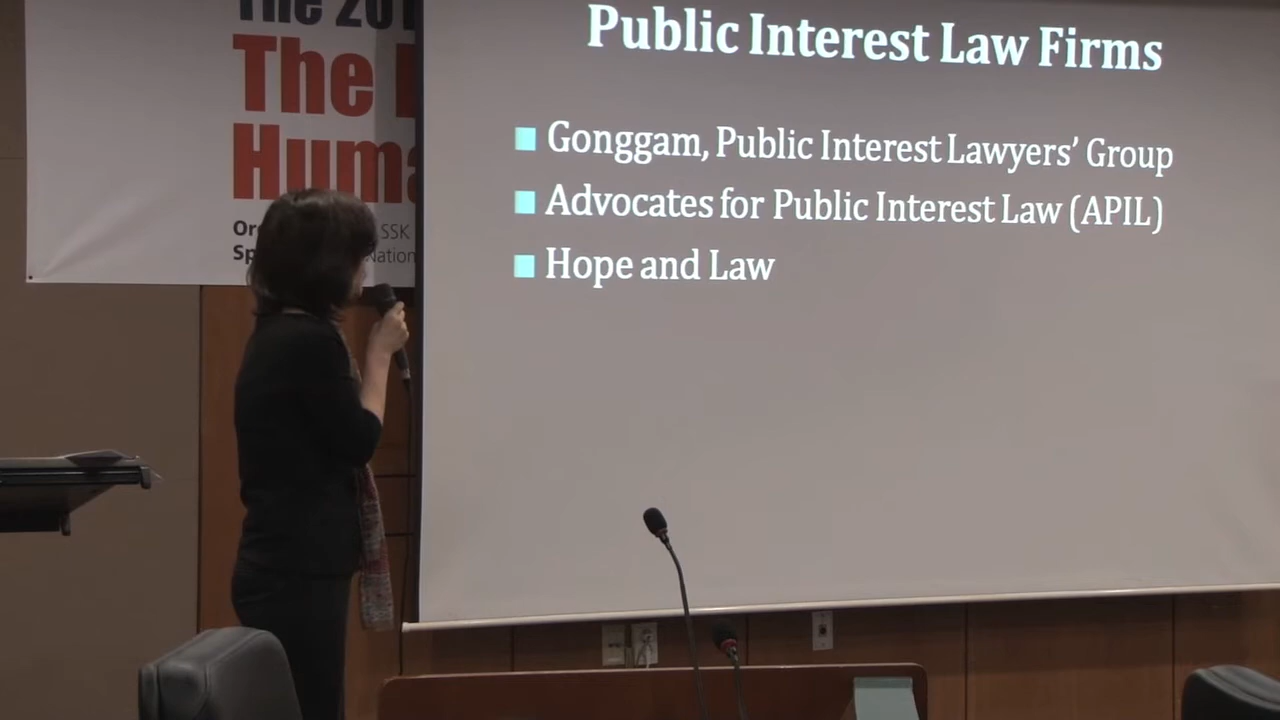 The 201
The
Huma
SSK
Nation
Public Interest Law Firms
Gonggam, Public Interest Lawyers' Group
Advocates for Public Interest Law (APIL)
Hope and Law